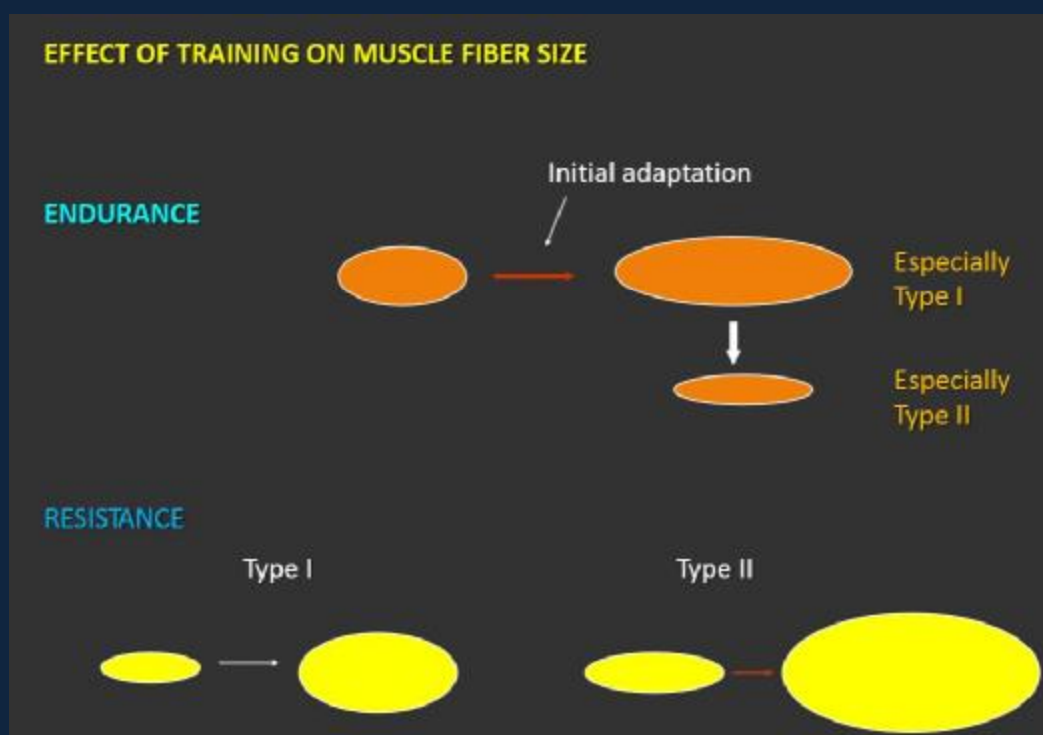 EFFECT OF TRAINING ON MUSCLE FIBER SIZE
Initial adaptation
ENDURANCE
Especially
Type I
Especially
Type II
RESISTANCE
Type I
Type II